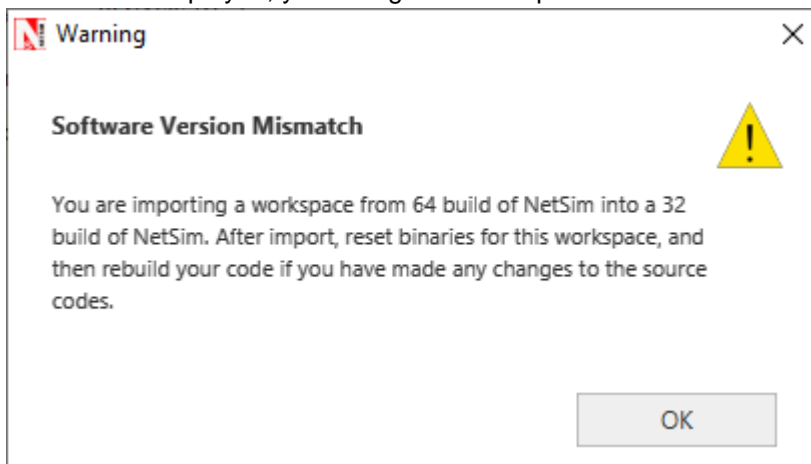 Warning
Software Version Mismatch
You are importing a workspace from 64 build of NetSim into a 32
build of NetSim. After import, reset binaries for this workspace, and
then rebuild your code if you have made any changes to the source
codes.
OK